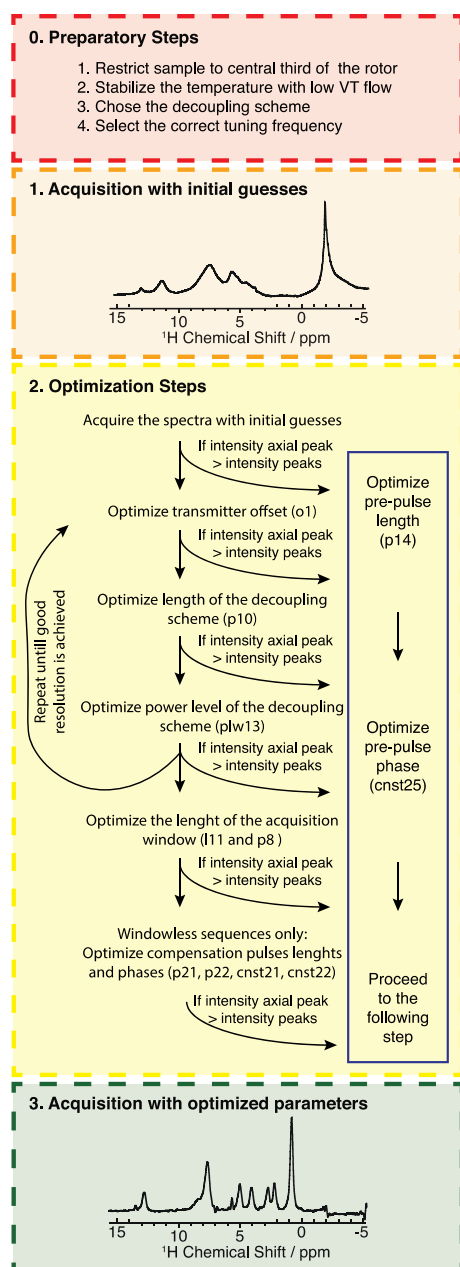 0. Preparatory Steps
1. Restrict sample to central third of the rotor
2. Stabilize the temperature with low VT flow
3. Chose the decoupling scheme
4. Select the correct tuning frequency
1. Acquisition with initial guesses
15 10 5 0 -5
¹H Chemical Shift / ppm
2. Optimization Steps
Acquire the spectra with initial guesses
If intensity axial peak
> intensity peaks
Optimize transmitter offset (o1)
If intensity axial peak
> intensity peaks
Optimize length of the decoupling
scheme (p10)
If intensity axial peak
> intensity peaks
Optimize power level of the decoupling
scheme (plw13)
If intensity axial peak
> intensity peaks
Optimize the lenght of the acquisition
window (l11 and p8 )
If intensity axial peak
> intensity peaks
Windowless sequences only:
Optimize compensation pulses lenghts
and phases (p21, p22, cnst21, cnst22)
If intensity axial peak
> intensity peaks
Repeat untill good
resolution is achieved
Optimize
pre-pulse
length
(p14)
Optimize
pre-pulse
phase
(cnst25)
Proceed
to the
following
step
3. Acquisition with optimized parameters
15 10 5 0 -5
¹H Chemical Shift / ppm